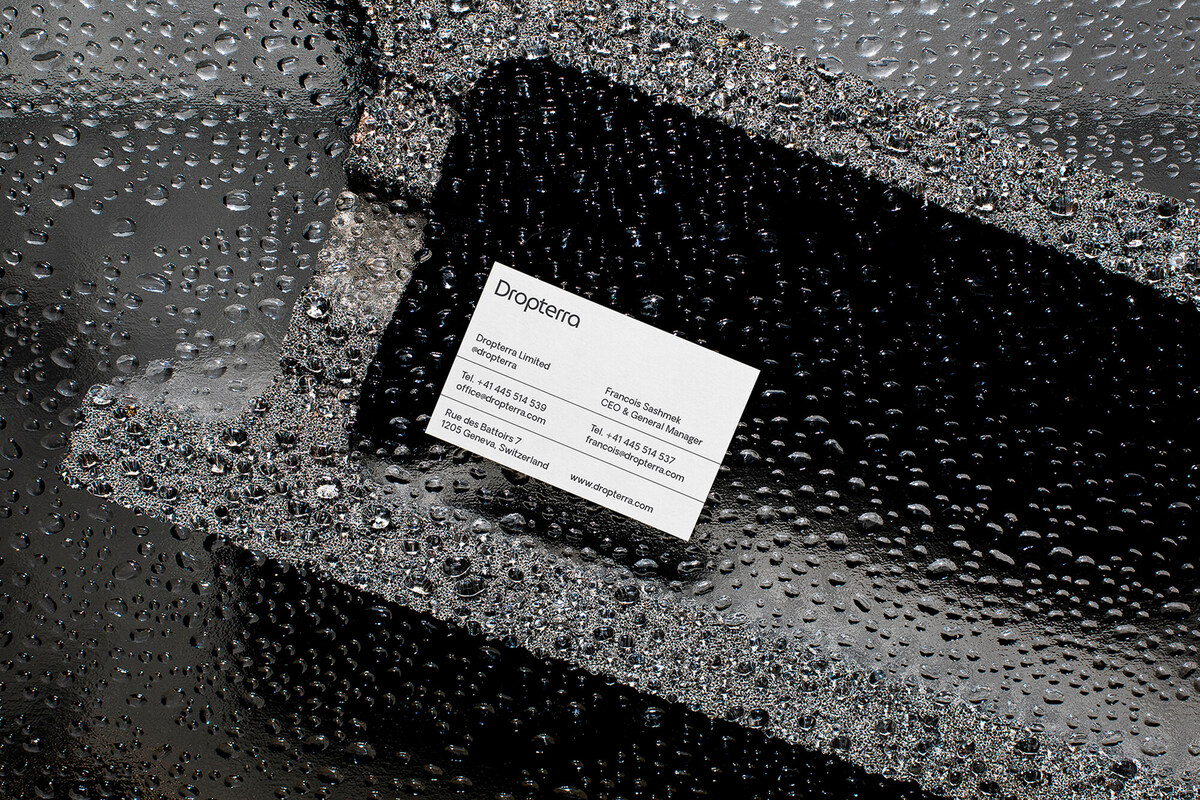 Dropterra
Dropterra Limited
@dropterra
Francois Sashmek
CEO & General Manager
Tel. +41 445 514 539
office@dropterra.com
Tel. +41 445 514 537
francois@dropterra.com
Rue des Battoirs 7
1205 Geneva, Switzerland
www.dropterra.com